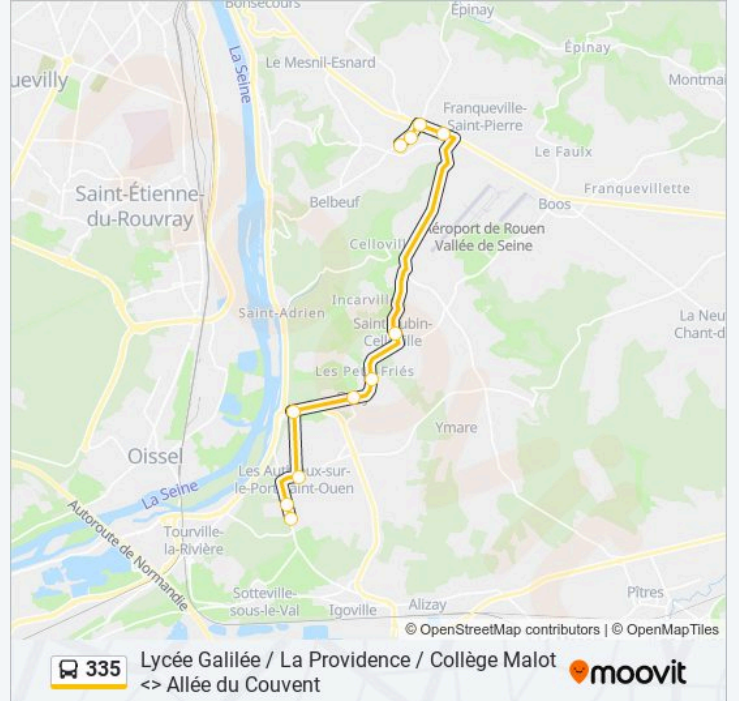 Bonsecours
Épinay
La Seine
Le Mesnil-Esnard
Épinay
uevilly
Montmai
Franqueville-
Saint-Pierre
Le Faulx
Saint-Étienne-
du-Rouvray
Franquevillette
Belbeuf
Boos
Aéroport de Rouen
Vallée de Seine
Celloville
Incarville
Saint-Adrien
Saint-Aubin-
Celloville
La Neu
Chant-d
Les Petits Friés
Ymare
Oissel
Les Authieux-sur-
le-Port-Saint-Ouen
La Seine
Autoroute de Normandie
Tourville-
la-Rivière
Sotteville-
sous-le-Val
Igoville
Alizay
Pîtres
© OpenStreetMap contributors | © OpenMapTiles
335
Lycée Galilée / La Providence / Collège Malot
<> Allée du Couvent
moovit